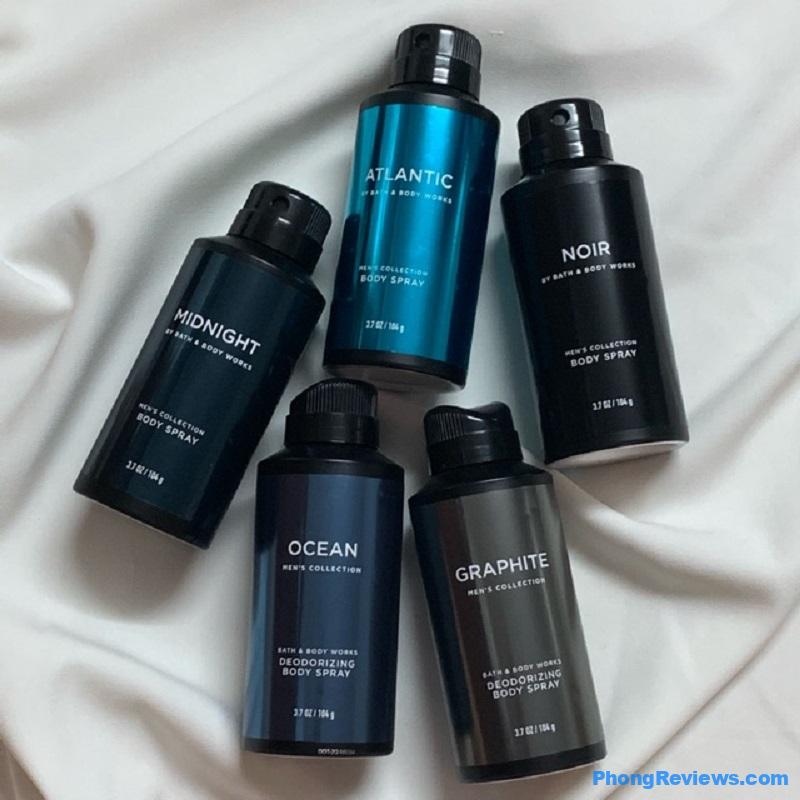 ATLANTIC
BY BATH & BODY WORKS
MEN'S COLLECTION
BODY SPRAY
3.7 OZ / 104 g
NOIR
BY BATH & BODY WORKS
MEN'S COLLECTION
BODY SPRAY
3.7 OZ / 104 g
MIDNIGHT
BY BATH & BODY WORKS
MEN'S COLLECTION
BODY SPRAY
3.7 OZ / 104 g
OCEAN
MEN'S COLLECTION
BATH & BODY WORKS
DEODORIZING
BODY SPRAY
3.7 OZ / 104 g
GRAPHITE
MEN'S COLLECTION
BATH & BODY WORKS
DEODORIZING
BODY SPRAY
3.7 OZ / 104 g
PhongReviews.com